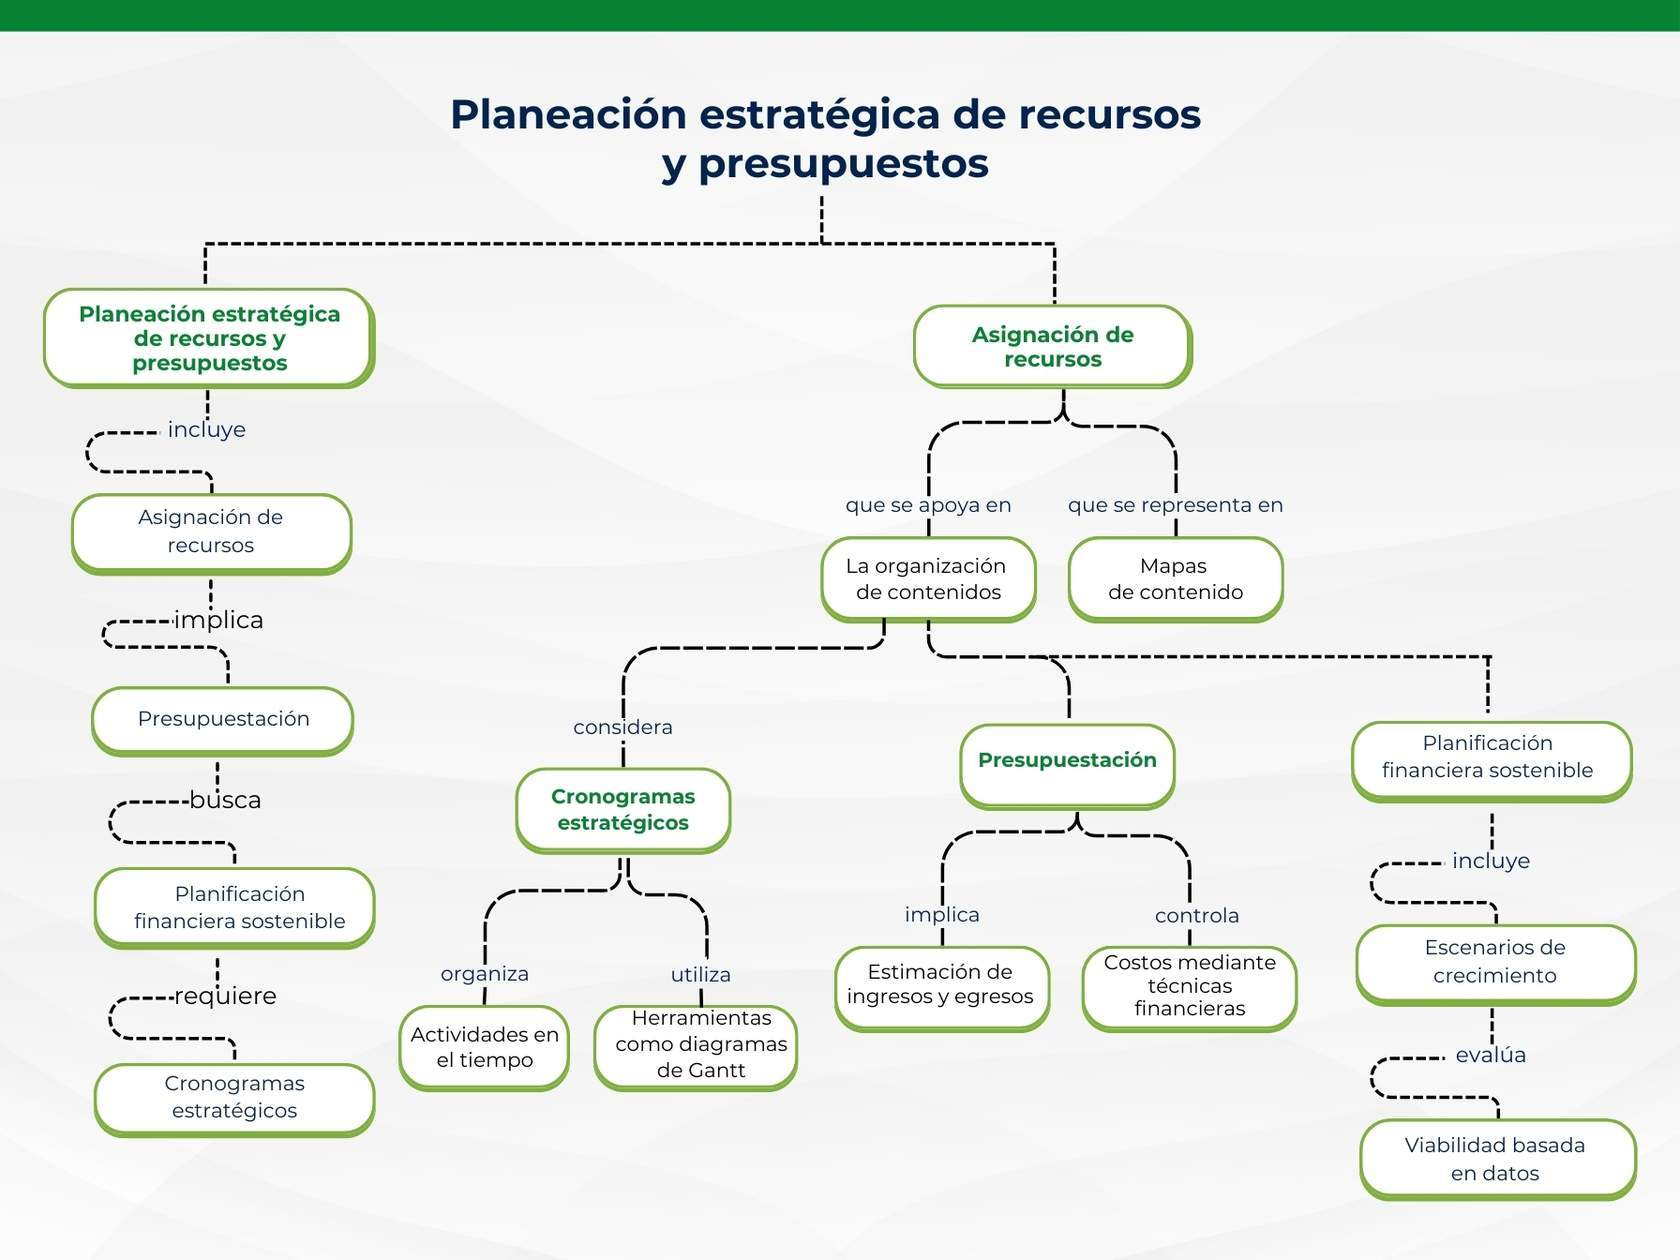 Planeación estratégica de recursos
y presupuestos
Planeación estratégica
de recursos y
presupuestos
incluye
Asignación de
recursos
implica
Presupuestación
busca
Planificación
financiera sostenible
requiere
Cronogramas
estratégicos
Asignación de
recursos
que se apoya en
La organización
de contenidos
que se representa en
Mapas
de contenido
considera
Cronogramas
estratégicos
organiza
Actividades en
el tiempo
utiliza
Herramientas
como diagramas
de Gantt
Presupuestación
implica
Estimación de
ingresos y egresos
controla
Costos mediante
técnicas
financieras
Planificación
financiera sostenible
incluye
Escenarios de
crecimiento
evalúa
Viabilidad basada
en datos